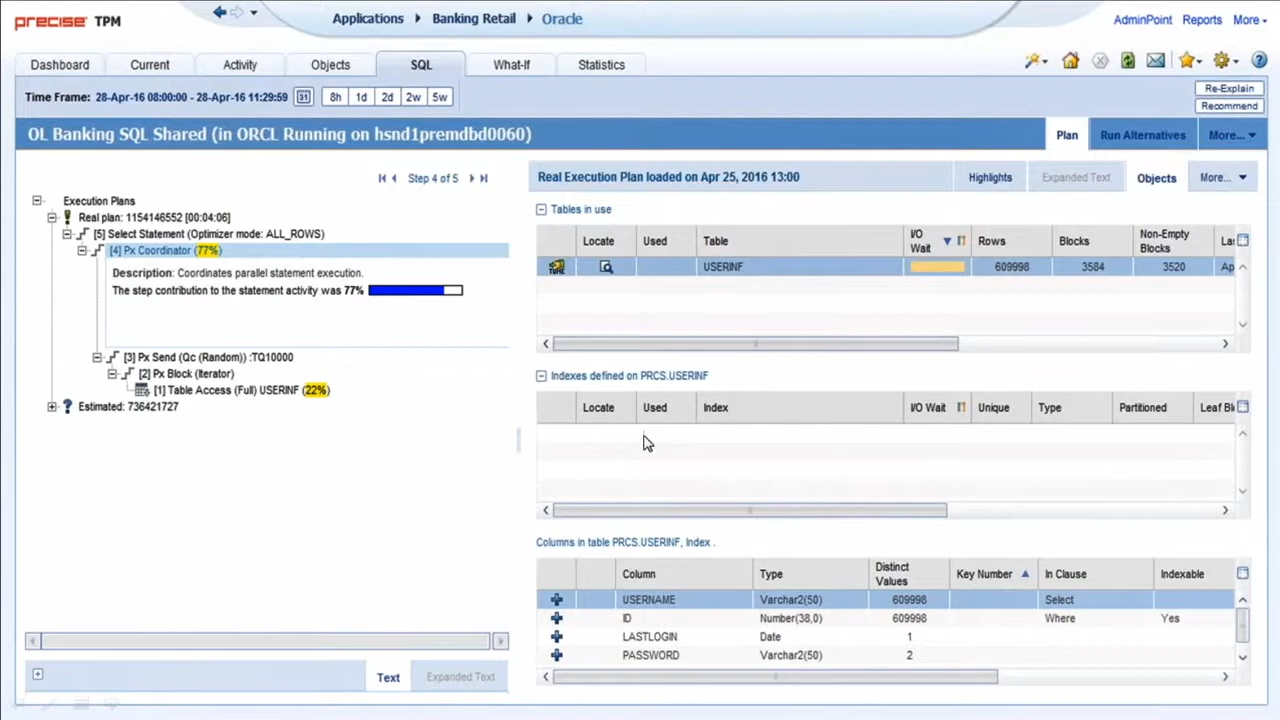 precise TPM
Applications Banking Retail Oracle
AdminPoint Reports More
Dashboard Current Activity Objects SQL What-If Statistics
Time Frame: 28-Apr-16 08:00:00 - 28-Apr-16 11:29:59 31 8h 1d 2d 2w 5w
Re-Explain
Recommend
OL Banking SQL Shared (in ORCL Running on hsnd1premdbd0060)
Plan Run Alternatives More...
Step 4 of 5
Execution Plans
Real plan: 1154146552 [00:04:06]
[5] Select Statement (Optimizer mode: ALL_ROWS)
[4] Px Coordinator (77%)
Description: Coordinates parallel statement execution.
The step contribution to the statement activity was 77%
[3] Px Send (Qc (Random)) :TQ10000
[2] Px Block (Iterator)
[1] Table Access (Full) USERINF (22%)
Estimated: 736421727
Text Expanded Text
Real Execution Plan loaded on Apr 25, 2016 13:00 Highlights Expanded Text Objects More...
Tables in use
Locate Used Table I/O Wait Rows Blocks Non-Empty Blocks La
TUNE USERINF 609998 3584 3520 Ap
Indexes defined on PRCS.USERINF
Locate Used Index I/O Wait Unique Type Partitioned Leaf Bl
Columns in table PRCS.USERINF, Index .
Column Type Distinct Values Key Number In Clause Indexable
USERNAME Varchar2(50) 609998 Select
ID Number(38,0) 609998 Where Yes
LASTLOGIN Date 1
PASSWORD Varchar2(50) 2